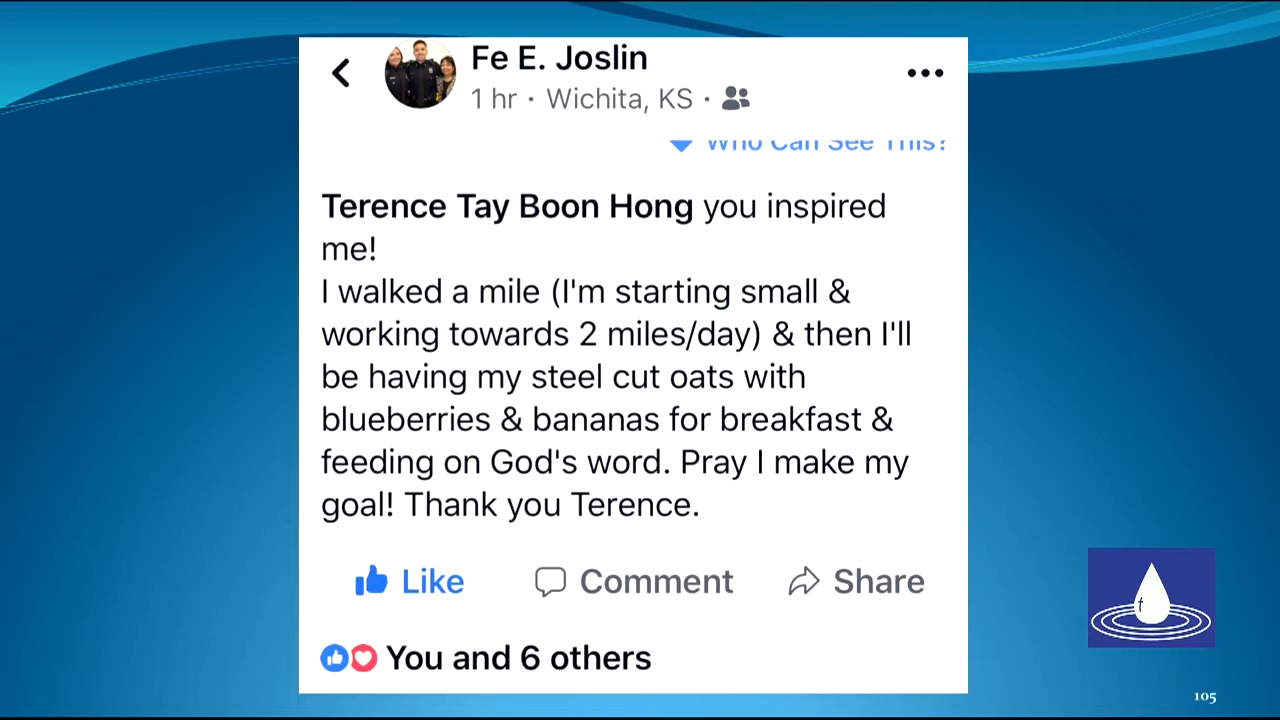 Fe E. Joslin
1 hr · Wichita, KS ·
Who Can See This?
Terence Tay Boon Hong you inspired
me!
I walked a mile (I'm starting small &
working towards 2 miles/day) & then I'll
be having my steel cut oats with
blueberries & bananas for breakfast &
feeding on God's word. Pray I make my
goal! Thank you Terence.
Like Comment Share
You and 6 others
t
105